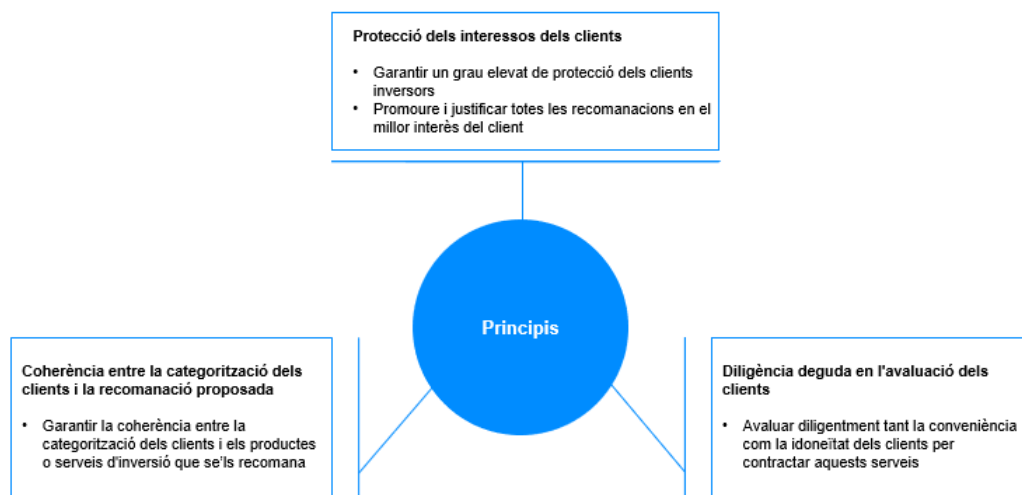 Protecció dels interessos dels clients
• Garantir un grau elevat de protecció dels clients
inversors
• Promoure i justificar totes les recomanacions en el
millor interès del client
Principis
Coherència entre la categorització dels
clients i la recomanació proposada
• Garantir la coherència entre la
categorització dels clients i els productes
o serveis d'inversió que se'ls recomana
Diligència deguda en l'avaluació dels
clients
• Avaluar diligentment tant la conveniència
com la idoneïtat dels clients per
contractar aquests serveis